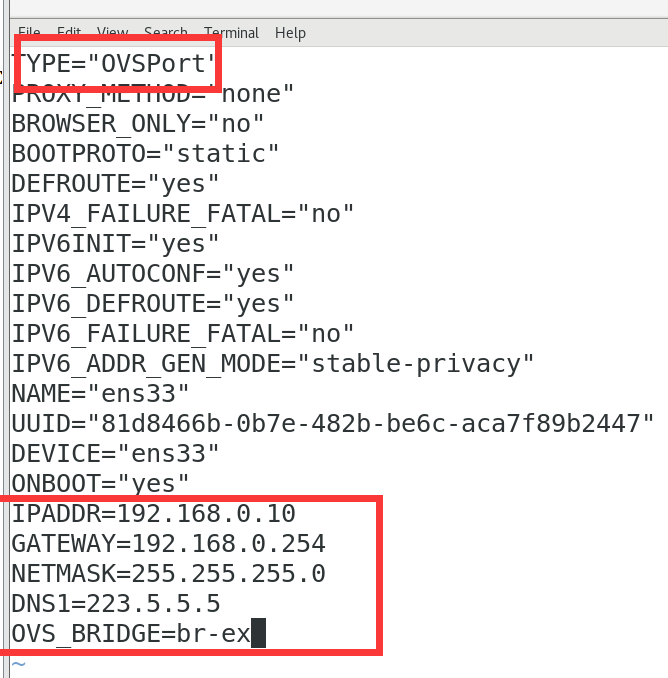 File Edit View Search Terminal Help
TYPE="OVSPort"
PROXY_METHOD="none"
BROWSER_ONLY="no"
BOOTPROTO="static"
DEFROUTE="yes"
IPV4_FAILURE_FATAL="no"
IPV6INIT="yes"
IPV6_AUTOCONF="yes"
IPV6_DEFROUTE="yes"
IPV6_FAILURE_FATAL="no"
IPV6_ADDR_GEN_MODE="stable-privacy"
NAME="ens33"
UUID="81d8466b-0b7e-482b-be6c-aca7f89b2447"
DEVICE="ens33"
ONBOOT="yes"
IPADDR=192.168.0.10
GATEWAY=192.168.0.254
NETMASK=255.255.255.0
DNS1=223.5.5.5
OVS_BRIDGE=br-ex
~